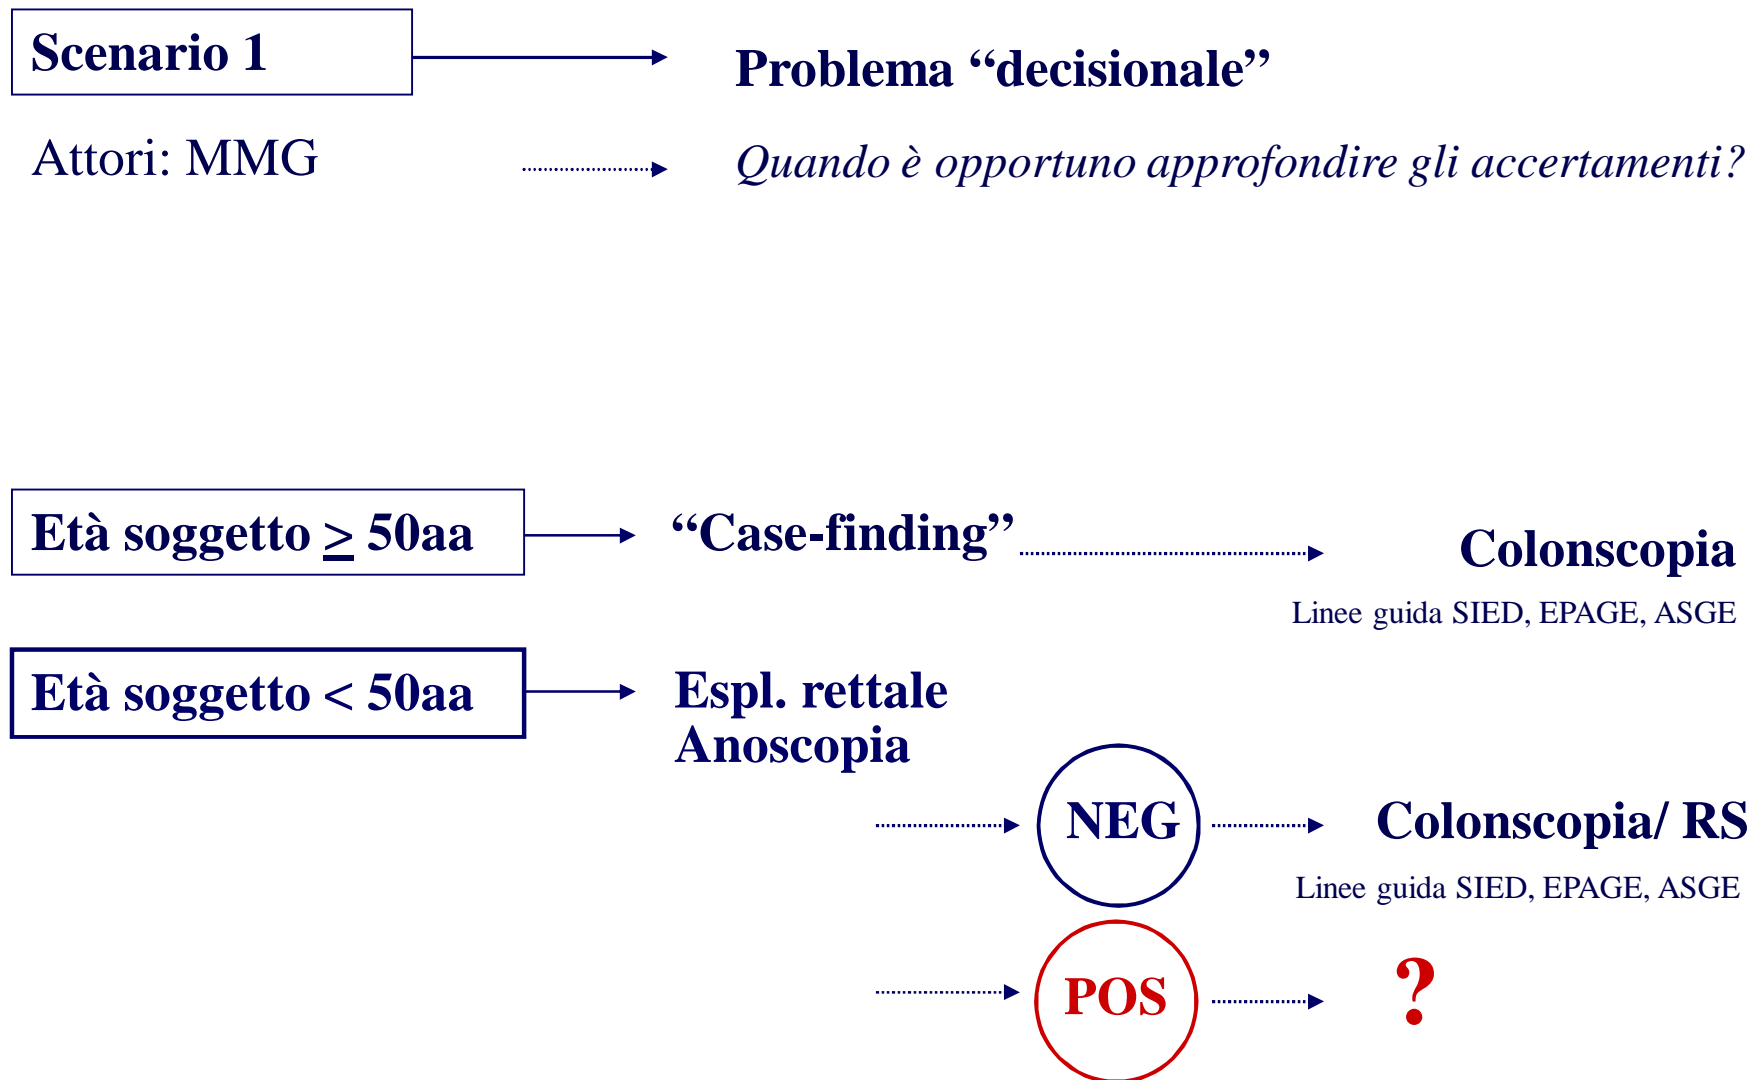 Scenario 1
Problema “decisionale”
Attori: MMG
Quando è opportuno approfondire gli accertamenti?
Età soggetto ≥ 50aa
“Case-finding”
Colonscopia
Linee guida SIED, EPAGE, ASGE
Età soggetto < 50aa
Espl. rettale
Anoscopia
NEG
Colonscopia/ RS
Linee guida SIED, EPAGE, ASGE
POS
?